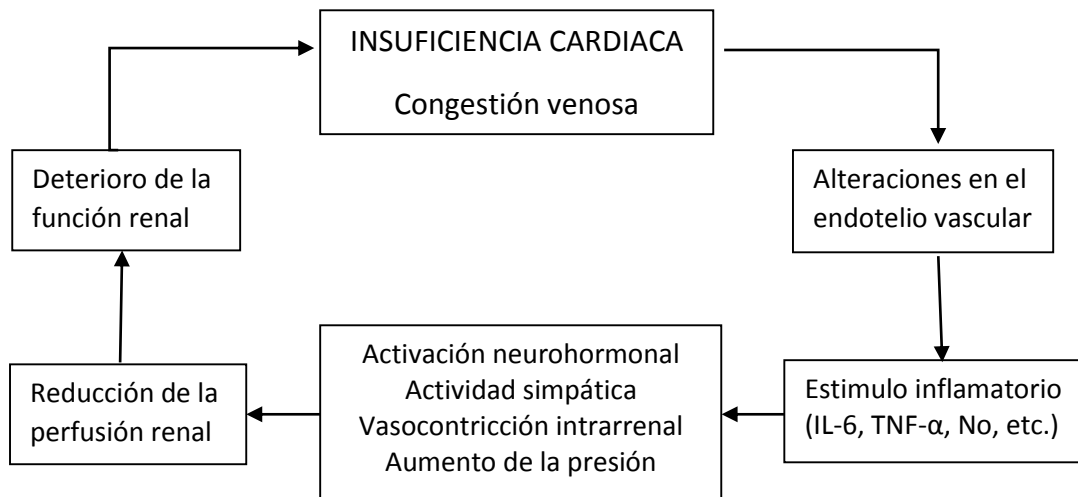 INSUFICIENCIA CARDIACA
Congestión venosa
Alteraciones en el
endotelio vascular
Estimulo inflamatorio
(IL-6, TNF-α, No, etc.)
Activación neurohormonal
Actividad simpática
Vasocontricción intrarrenal
Aumento de la presión
Reducción de la
perfusión renal
Deterioro de la
función renal